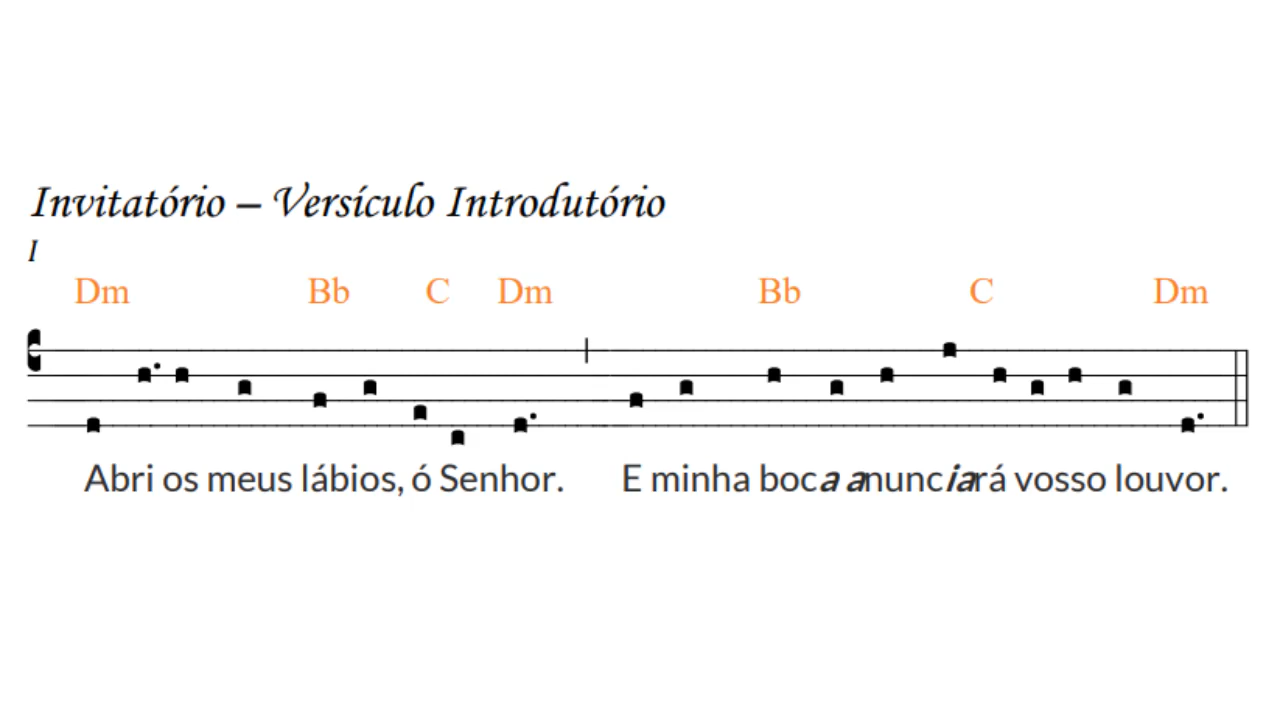 Invitatório – Versículo Introdutório
I
Dm Bb C Dm Bb C Dm
Abri os meus lábios, ó Senhor. E minha boca anunciará vosso louvor.